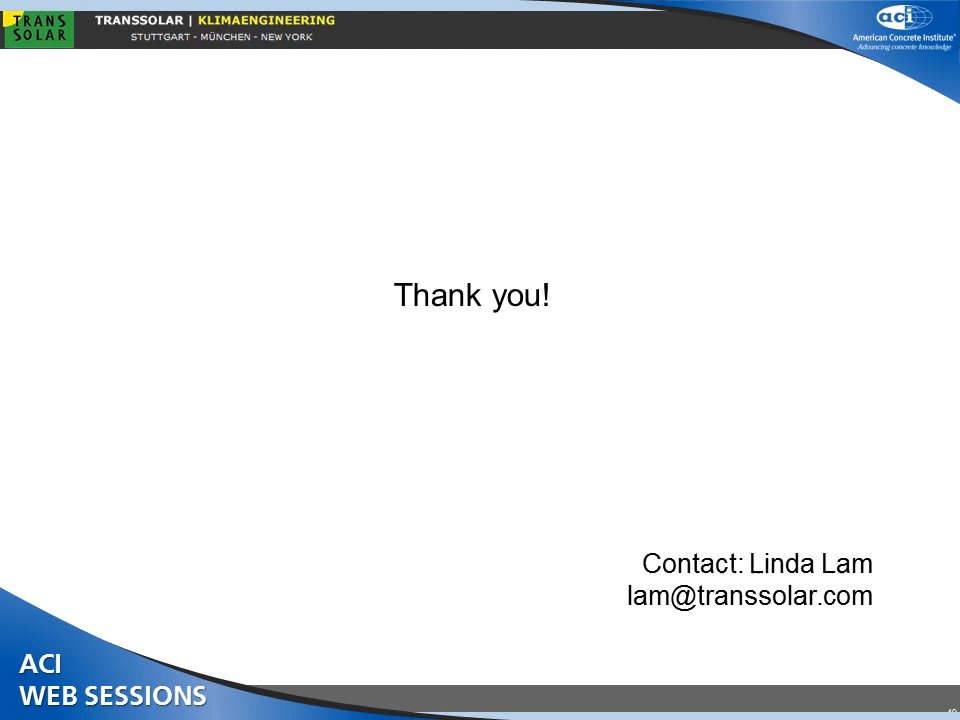 TRANS
SOLAR
TRANSSOLAR | KLIMAENGINEERING
STUTTGART - MÜNCHEN - NEW YORK
aci
American Concrete Institute®
Advancing concrete knowledge
Thank you!
Contact: Linda Lam
lam@transsolar.com
ACI
WEB SESSIONS